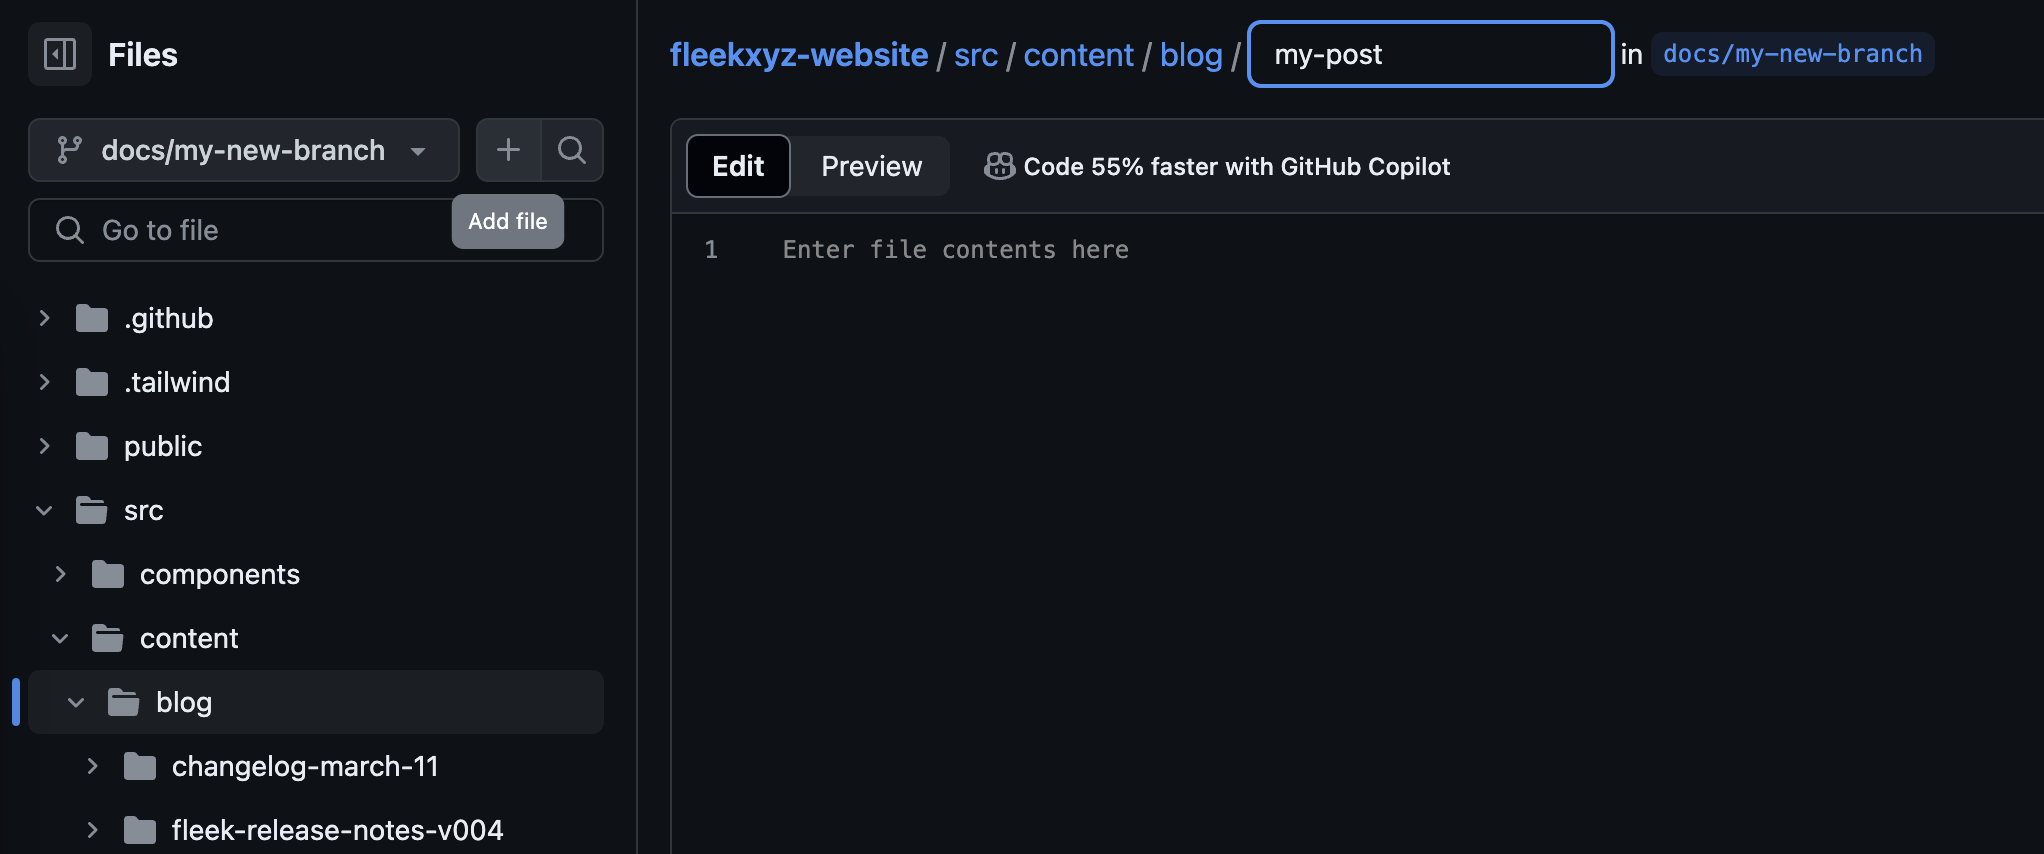 Files
docs/my-new-branch
Add file
Go to file
.github
.tailwind
public
src
components
content
blog
changelog-march-11
fleek-release-notes-v004
fleekxyz-website / src / content / blog / my-post in docs/my-new-branch
Edit Preview Code 55% faster with GitHub Copilot
1 Enter file contents here